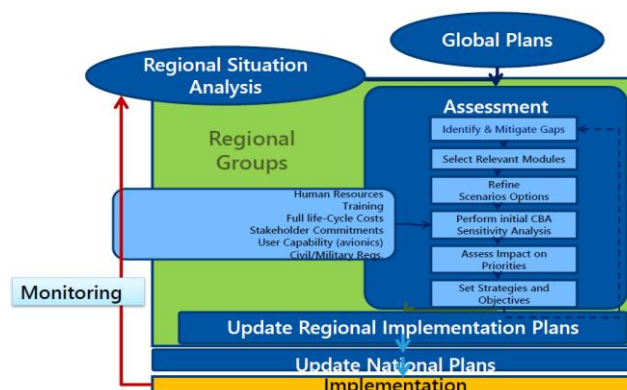 Global Plans
Regional Situation
Analysis
Assessment
Regional
Groups
Identify & Mitigate Gaps
Select Relevant Modules
Refine
Scenarios Options
Human Resources
Training
Full life-Cycle Costs
Stakeholder Commitments
User Capability (avionics)
Civil/Military Reqs.
Perform initial CBA
Sensitivity Analysis
Assess Impact on
Priorities
Set Strategies and
Objectives
Monitoring
Update Regional Implementation Plans
Update National Plans
Implementation